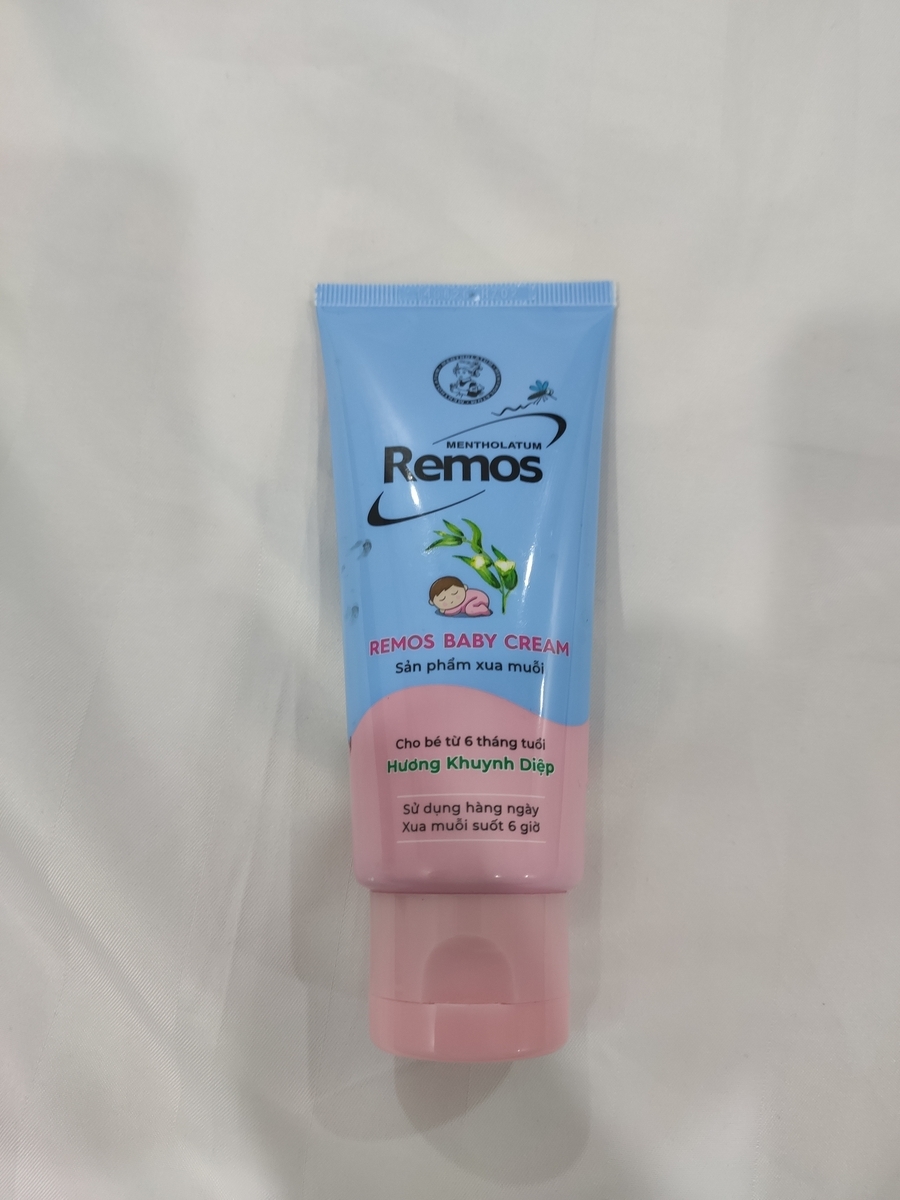 MENTHOLATUM
Remos
REMOS BABY CREAM
Sản phẩm xua muỗi
Cho bé từ 6 tháng tuổi
Hương Khuynh Diệp
Sử dụng hàng ngày
Xua muỗi suốt 6 giờ